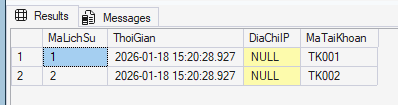 Results Messages
MaLichSu ThoiGian DiaChiIP MaTaiKhoan
1 1 2026-01-18 15:20:28.927 NULL TK001
2 2 2026-01-18 15:20:28.927 NULL TK002